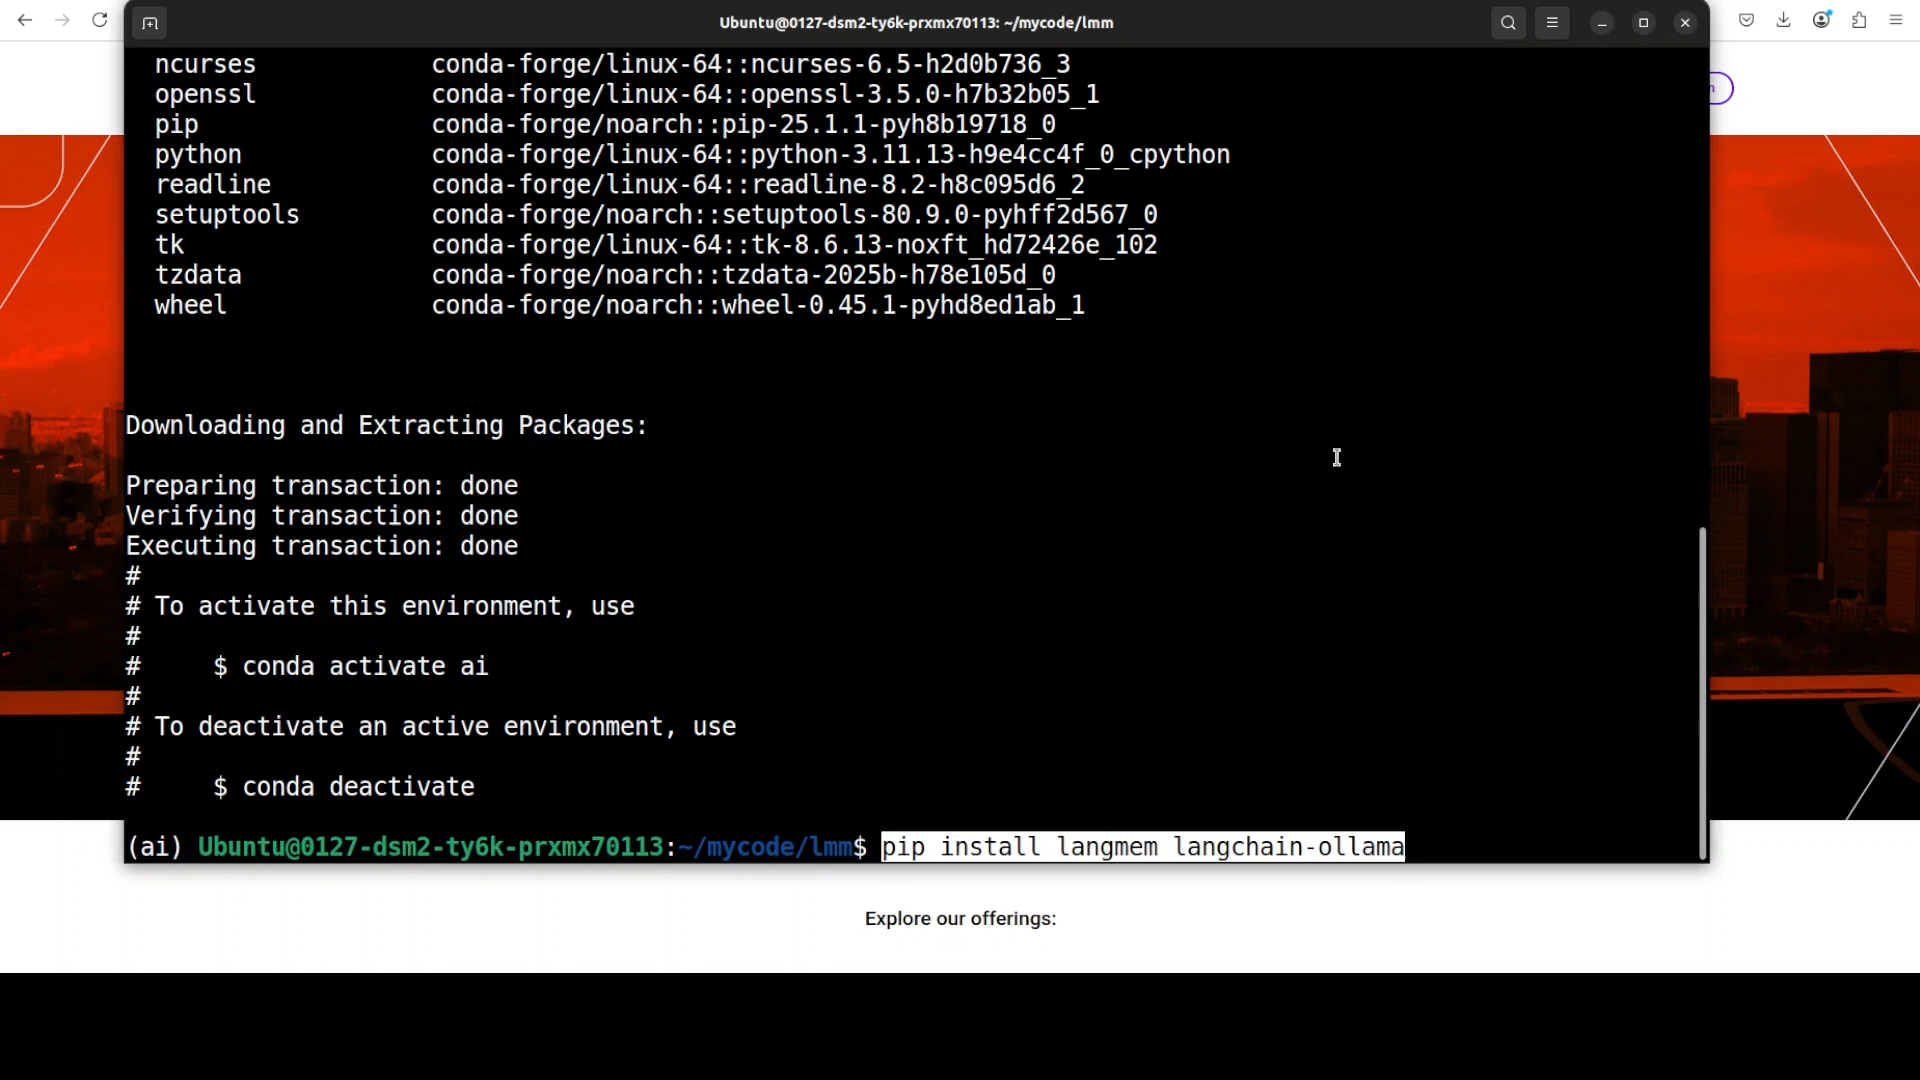 Ubuntu@0127-dsm2-ty6k-prxmx70113: ~/mycode/lmm
ncurses conda-forge/linux-64::ncurses-6.5-h2d0b736_3
openssl conda-forge/linux-64::openssl-3.5.0-h7b32b05_1
pip conda-forge/noarch::pip-25.1.1-pyh8b19718_0
python conda-forge/linux-64::python-3.11.13-h9e4cc4f_0_cpython
readline conda-forge/linux-64::readline-8.2-h8c095d6_2
setuptools conda-forge/noarch::setuptools-80.9.0-pyhff2d567_0
tk conda-forge/linux-64::tk-8.6.13-noxft_hd72426e_102
tzdata conda-forge/noarch::tzdata-2025b-h78e105d_0
wheel conda-forge/noarch::wheel-0.45.1-pyhd8ed1ab_1
Downloading and Extracting Packages:
Preparing transaction: done
Verifying transaction: done
Executing transaction: done
#
# To activate this environment, use
#
# $ conda activate ai
#
# To deactivate an active environment, use
#
# $ conda deactivate
(ai) Ubuntu@0127-dsm2-ty6k-prxmx70113:~/mycode/lmm$ pip install langmem langchain-ollama
Explore our offerings: